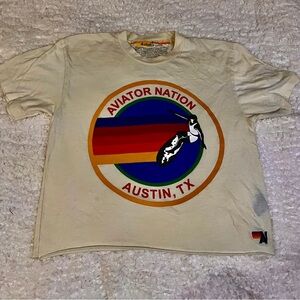 AVIATOR NATION
AUSTIN, TX